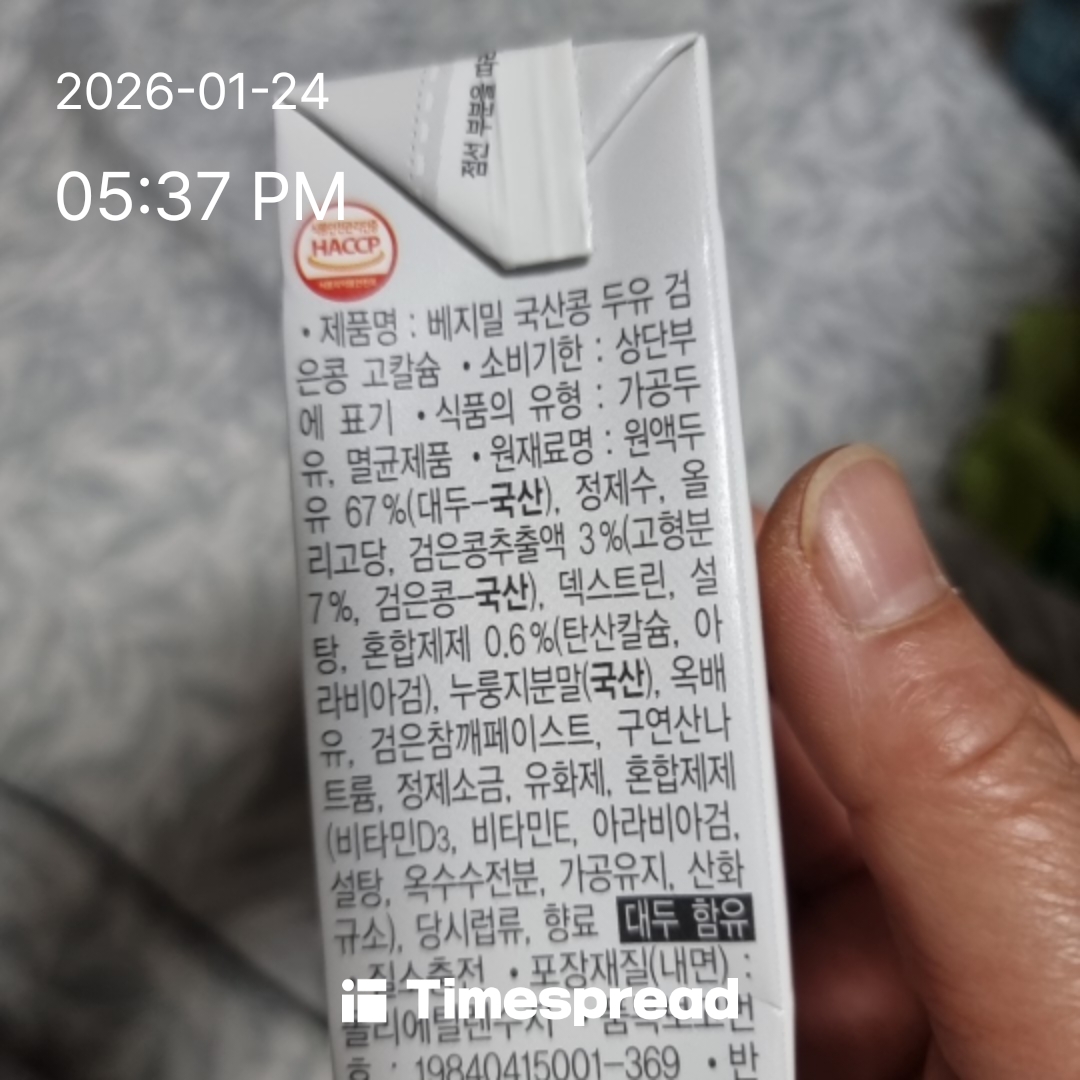 2026-01-24
05:37 PM
점선 부분을
HACCP
• 제품명 : 베지밀 국산콩 두유 검
은콩 고칼슘 • 소비기한 : 상단부
에 표기 • 식품의 유형 : 가공두
유, 멸균제품 • 원재료명 : 원액두
유 67%(대두–국산), 정제수, 올
리고당, 검은콩추출액 3%(고형분
7%, 검은콩–국산), 덱스트린, 설
탕, 혼합제제 0.6%(탄산칼슘, 아
라비아검), 누룽지분말(국산), 옥배
유, 검은참깨페이스트, 구연산나
트륨, 정제소금, 유화제, 혼합제제
(비타민D3, 비타민E, 아라비아검,
설탕, 옥수수전분, 가공유지, 산화
규소), 당시럽류, 향료 대두 함유
• 질소충전 • 포장재질(내면) :
Timespread
호 : 19840415001–369 • 반